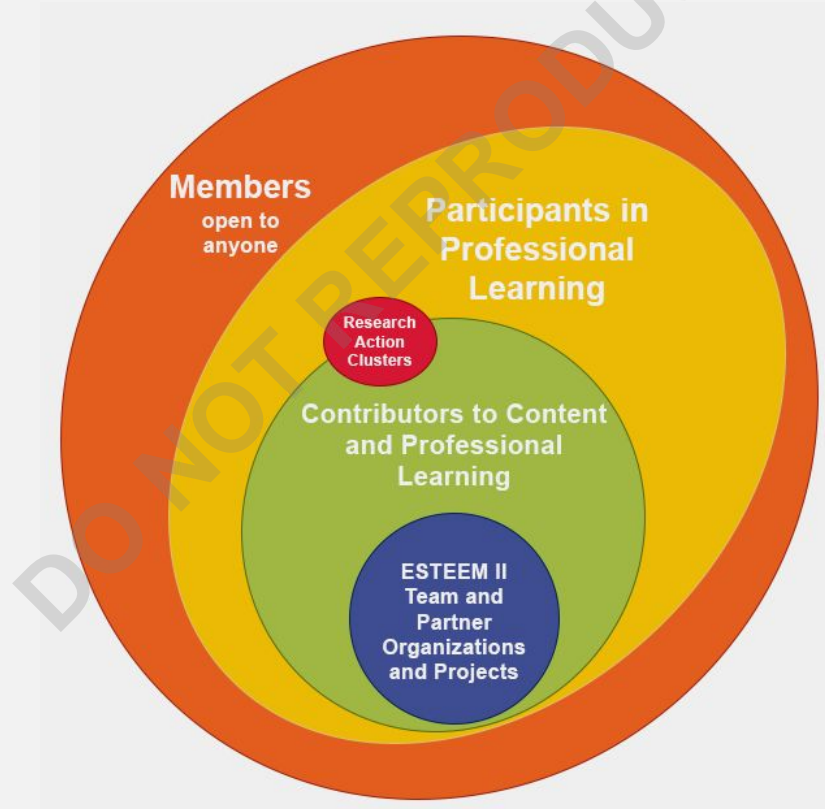 Members
open to
anyone
Participants in
Professional
Learning
Research
Action
Clusters
Contributors to Content
and Professional
Learning
ESTEEM II
Team and
Partner
Organizations
and Projects
DO NOT REPRODU